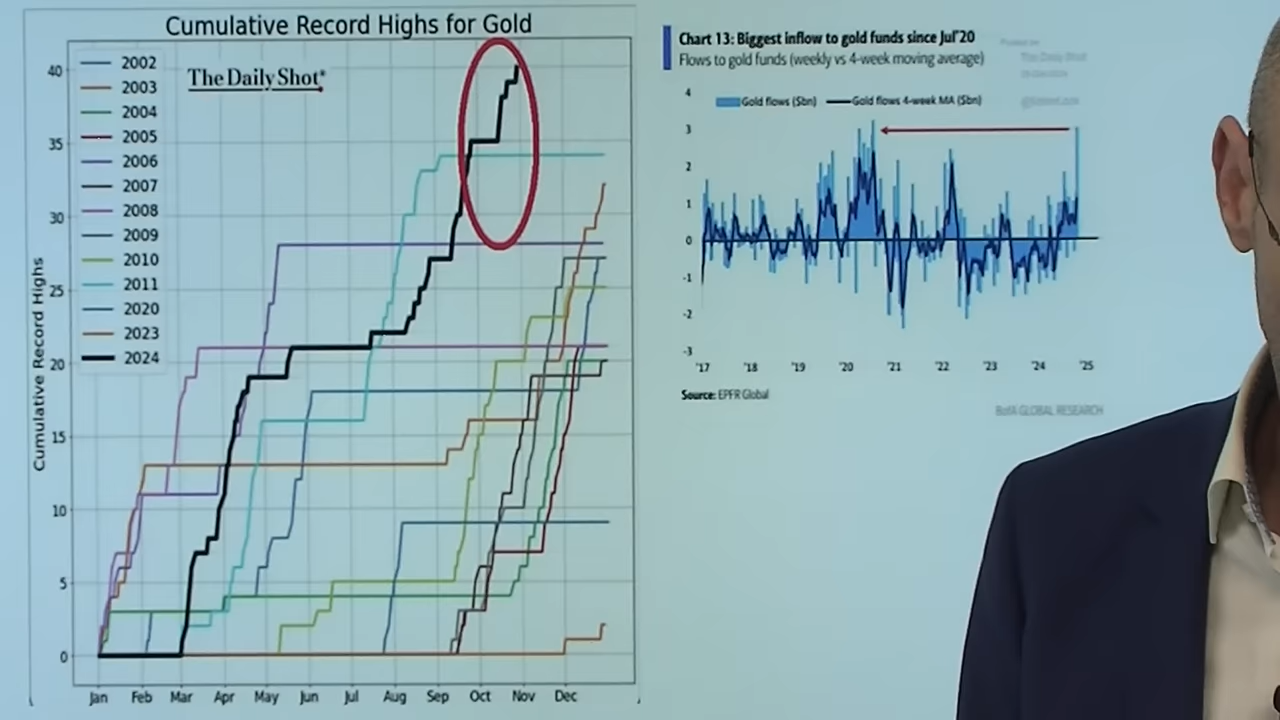 Cumulative Record Highs for Gold
The Daily Shot
2002
2003
2004
2005
2006
2007
2008
2009
2010
2011
2020
2023
2024
Cumulative Record Highs
40
35
30
25
20
15
10
5
0
Jan Feb Mar Apr May Jun Jul Aug Sep Oct Nov Dec
Chart 13: Biggest inflow to gold funds since Jul'20
Flows to gold funds (weekly vs 4-week moving average)
The Daily Shot
Gold flows ($bn) Gold flows 4-week MA ($bn)
4
3
2
1
0
-1
-2
-3
'17 '18 '19 '20 '21 '22 '23 '24 '25
Source: EPFR Global
BofA GLOBAL RESEARCH